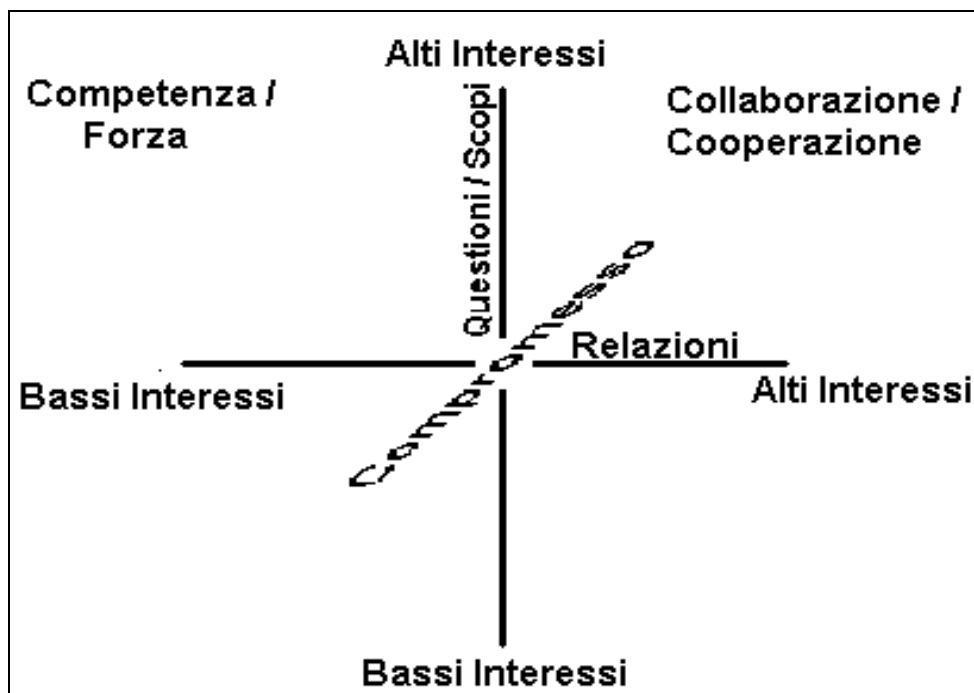 Alti Interessi
Competenza /
Forza
Collaborazione /
Cooperazione
Questioni / Scopi
Compromesso
Relazioni
Bassi Interessi
Alti Interessi
Bassi Interessi